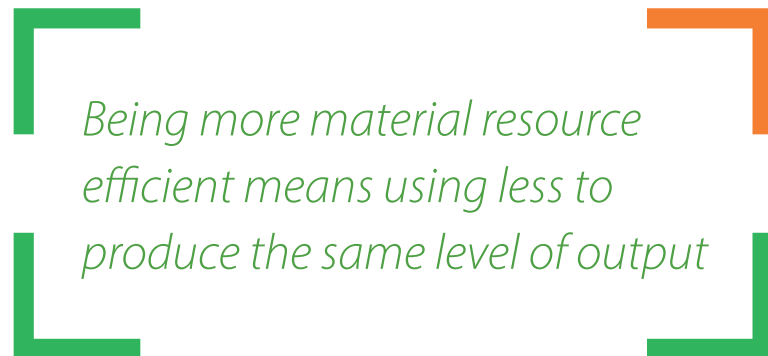 Being more material resource
efficient means using less to
produce the same level of output